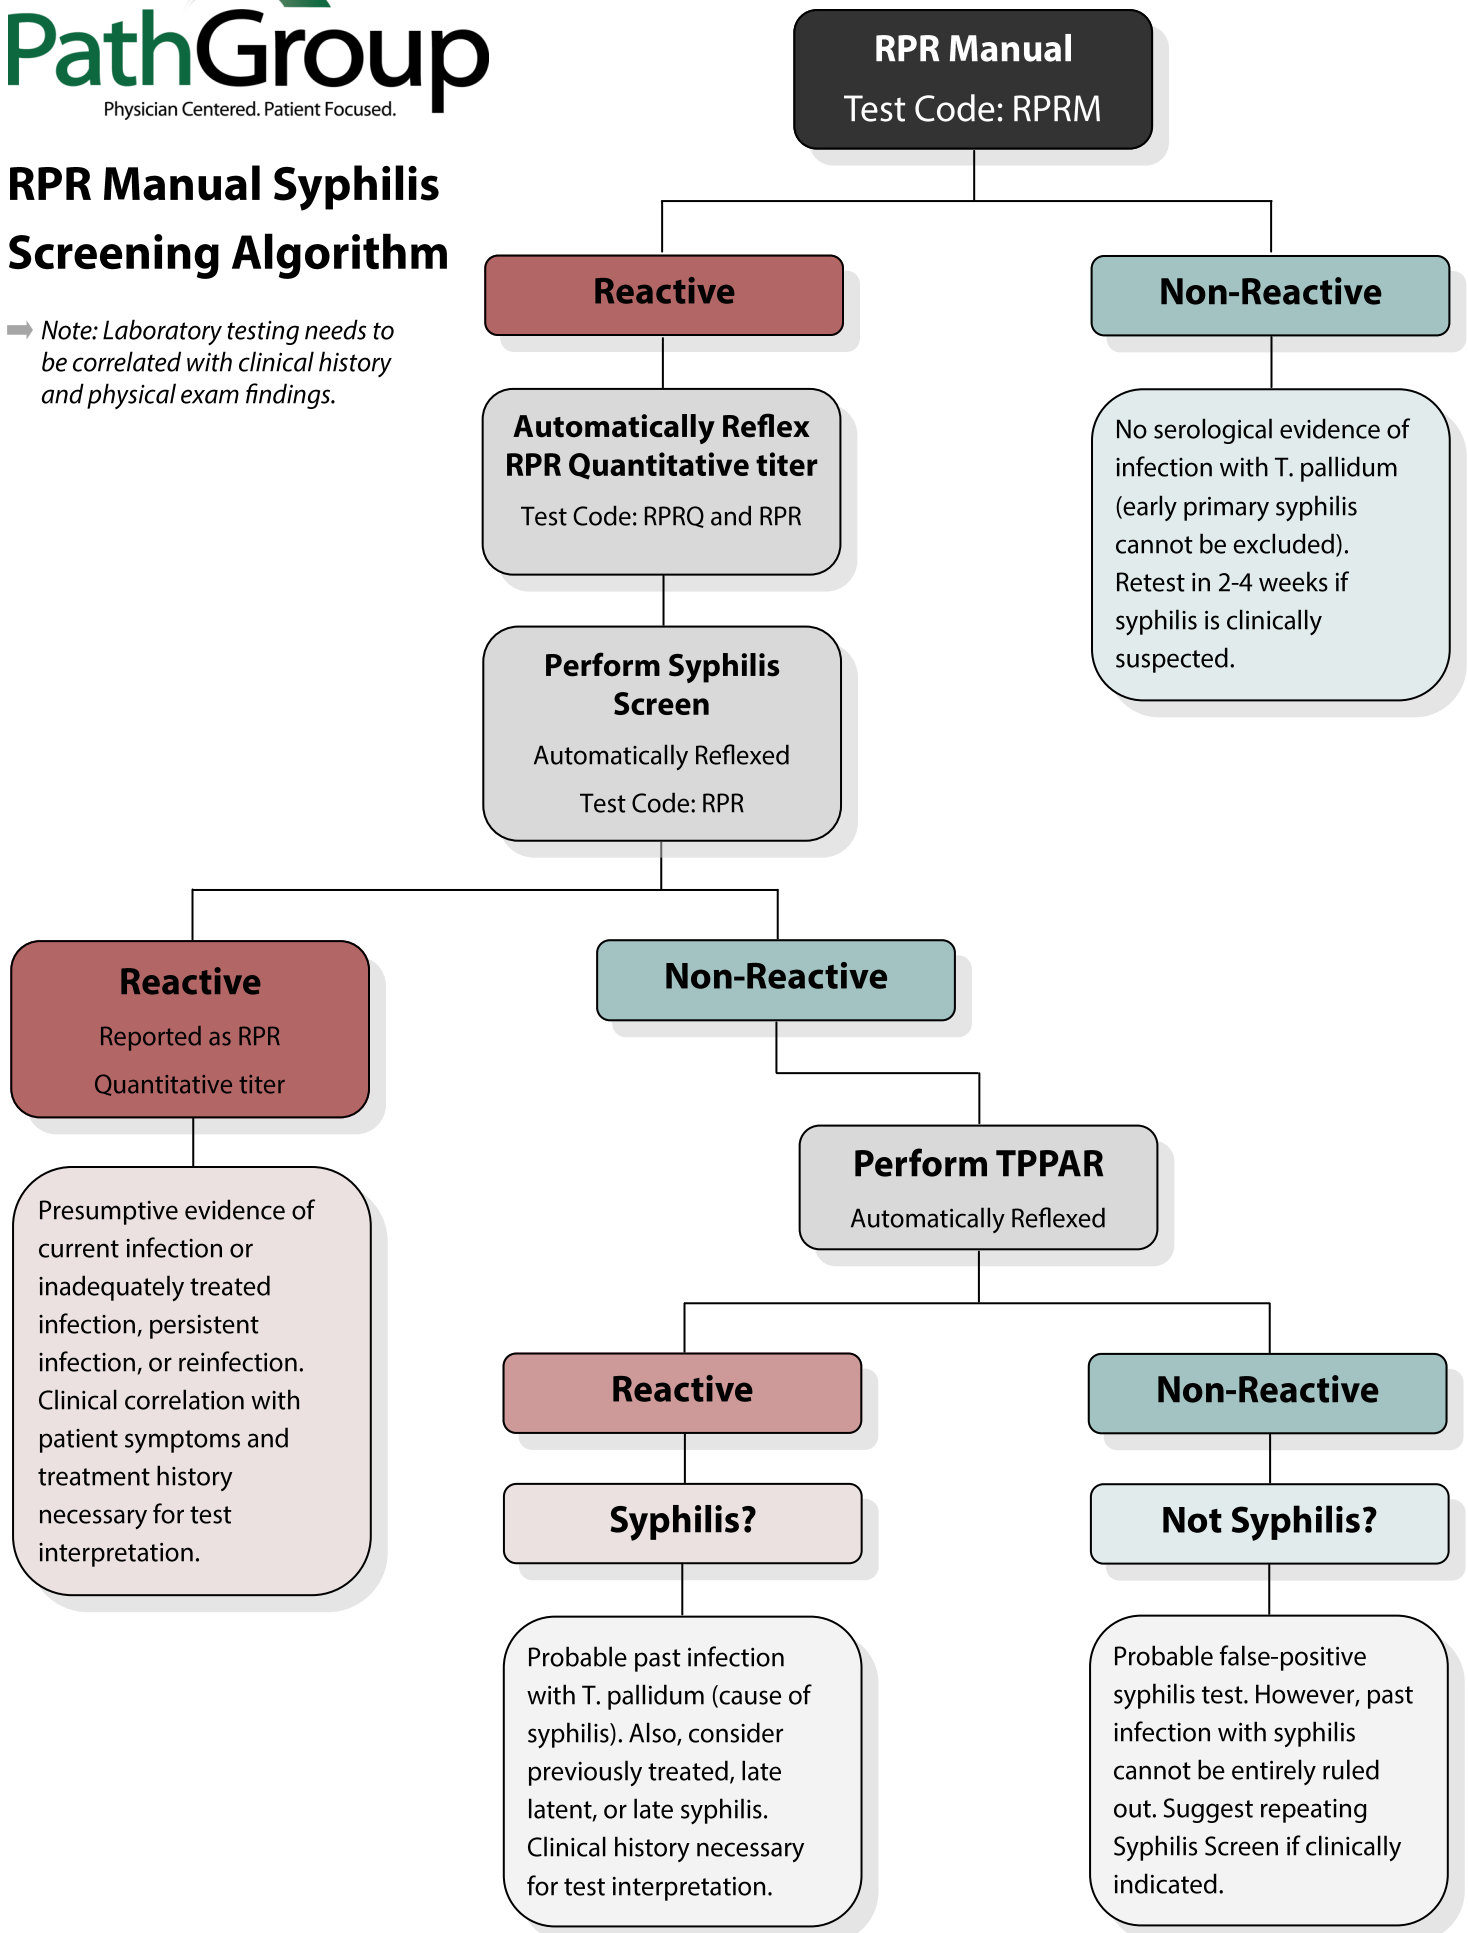 PathGroup
Physician Centered. Patient Focused.
RPR Manual Syphilis
Screening Algorithm
Note: Laboratory testing needs to
be correlated with clinical history
and physical exam findings.
RPR Manual
Test Code: RPRM
Reactive
Non-Reactive
Automatically Reflex
RPR Quantitative titer
Test Code: RPRQ and RPR
No serological evidence of
infection with T. pallidum
(early primary syphilis
cannot be excluded).
Retest in 2-4 weeks if
syphilis is clinically
suspected.
Perform Syphilis
Screen
Automatically Reflexed
Test Code: RPR
Reactive
Reported as RPR
Quantitative titer
Non-Reactive
Presumptive evidence of
current infection or
inadequately treated
infection, persistent
infection, or reinfection.
Clinical correlation with
patient symptoms and
treatment history
necessary for test
interpretation.
Perform TPPAR
Automatically Reflexed
Reactive
Non-Reactive
Syphilis?
Not Syphilis?
Probable past infection
with T. pallidum (cause of
syphilis). Also, consider
previously treated, late
latent, or late syphilis.
Clinical history necessary
for test interpretation.
Probable false-positive
syphilis test. However, past
infection with syphilis
cannot be entirely ruled
out. Suggest repeating
Syphilis Screen if clinically
indicated.